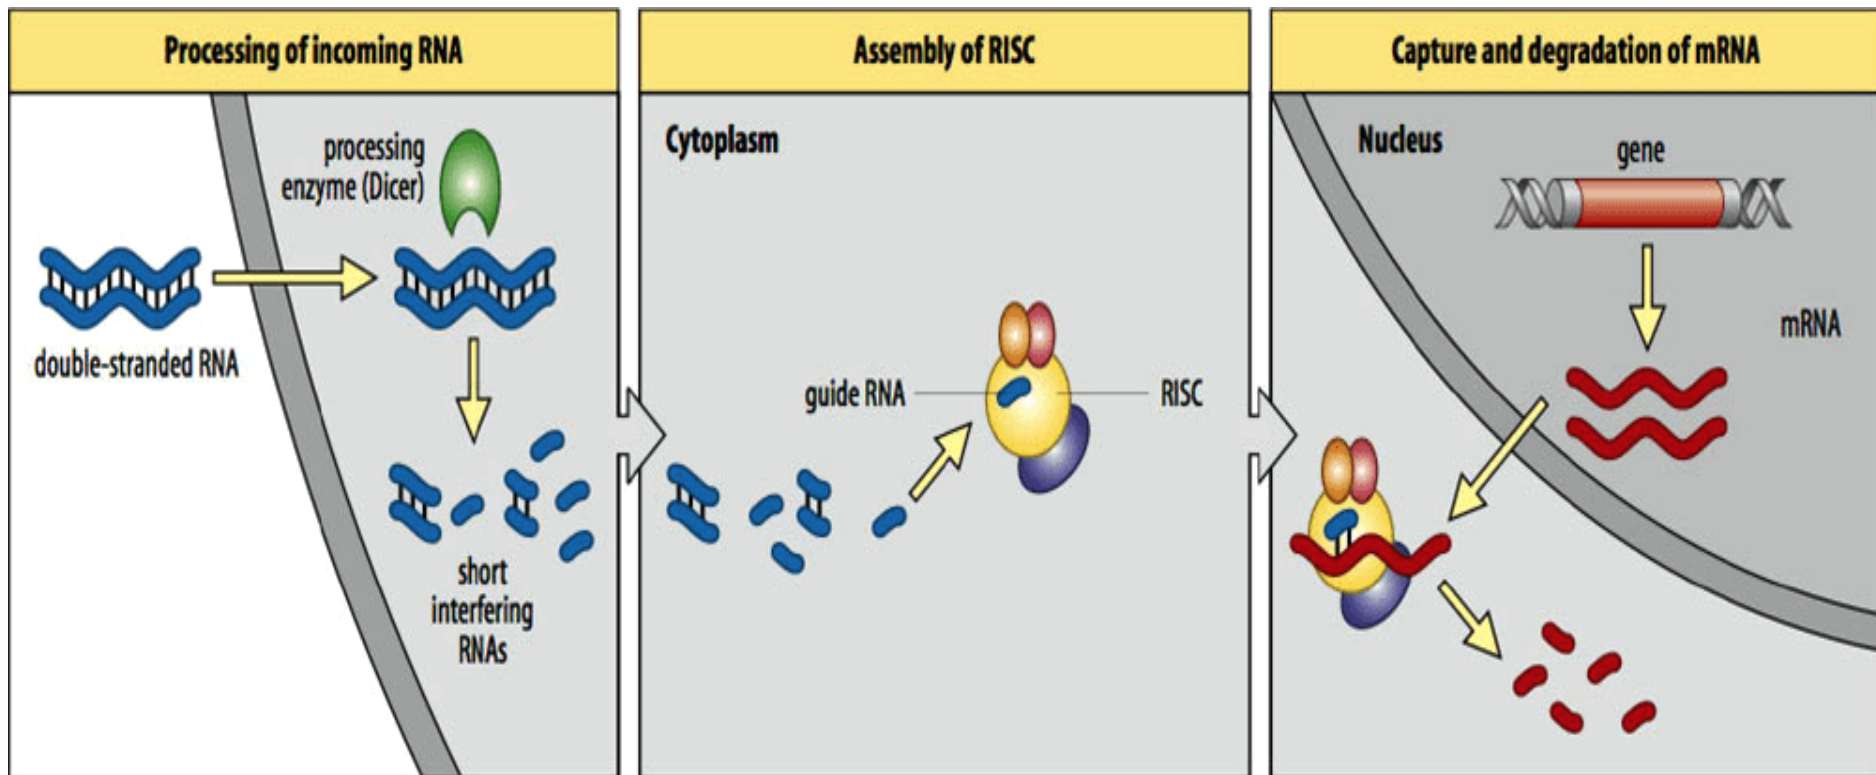 Processing of incoming RNA
processing
enzyme (Dicer)
double-stranded RNA
short
interfering
RNAs
Assembly of RISC
Cytoplasm
guide RNA
RISC
Capture and degradation of mRNA
Nucleus
gene
mRNA